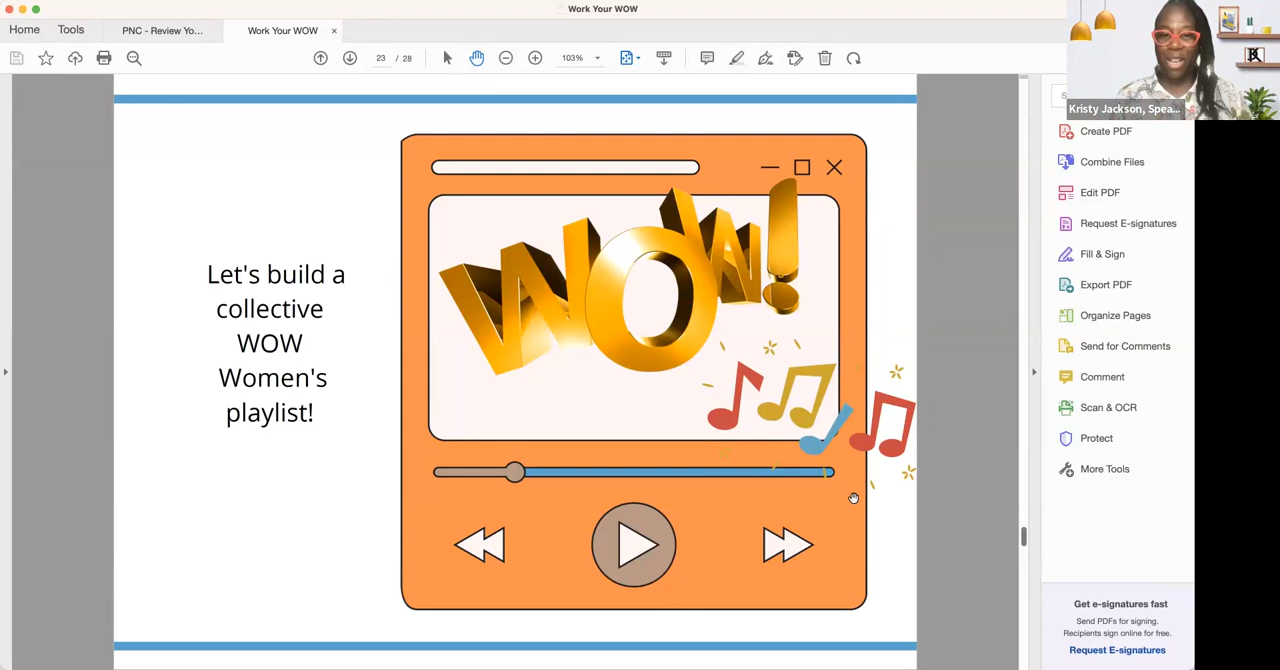 Work Your WOW
Home
Tools
PNC - Review Yo...
Work Your WOW
23 / 28
103%
Kristy Jackson, Spea...
Let's build a
collective
WOW
Women's
playlist!
WOW!
Create PDF
Combine Files
Edit PDF
Request E-signatures
Fill & Sign
Export PDF
Organize Pages
Send for Comments
Comment
Scan & OCR
Protect
More Tools
Get e-signatures fast
Send PDFs for signing.
Recipients sign online for free.
Request E-signatures